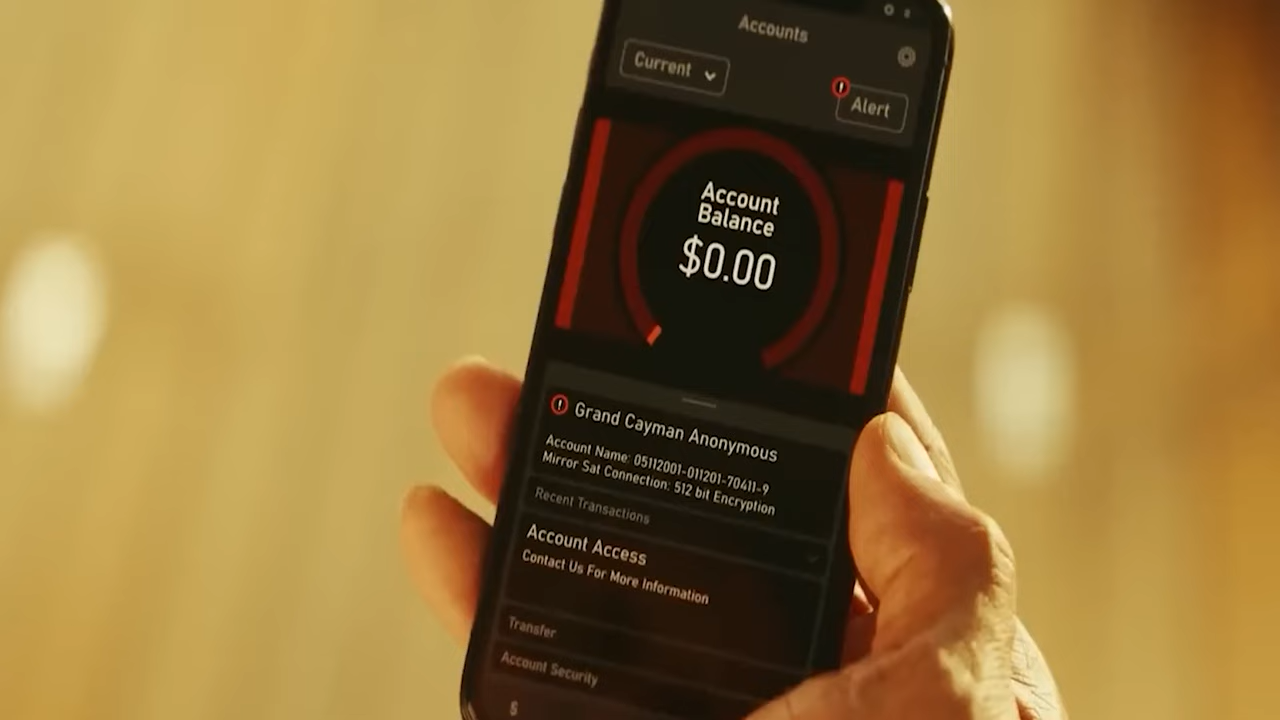 Accounts
Current
Alert
Account
Balance
$0.00
Grand Cayman Anonymous
Account Name: 05112001-011201-70411-9
Mirror Sat Connection: 512 bit Encryption
Recent Transactions
Account Access
Contact Us For More Information
Transfer
Account Security
$